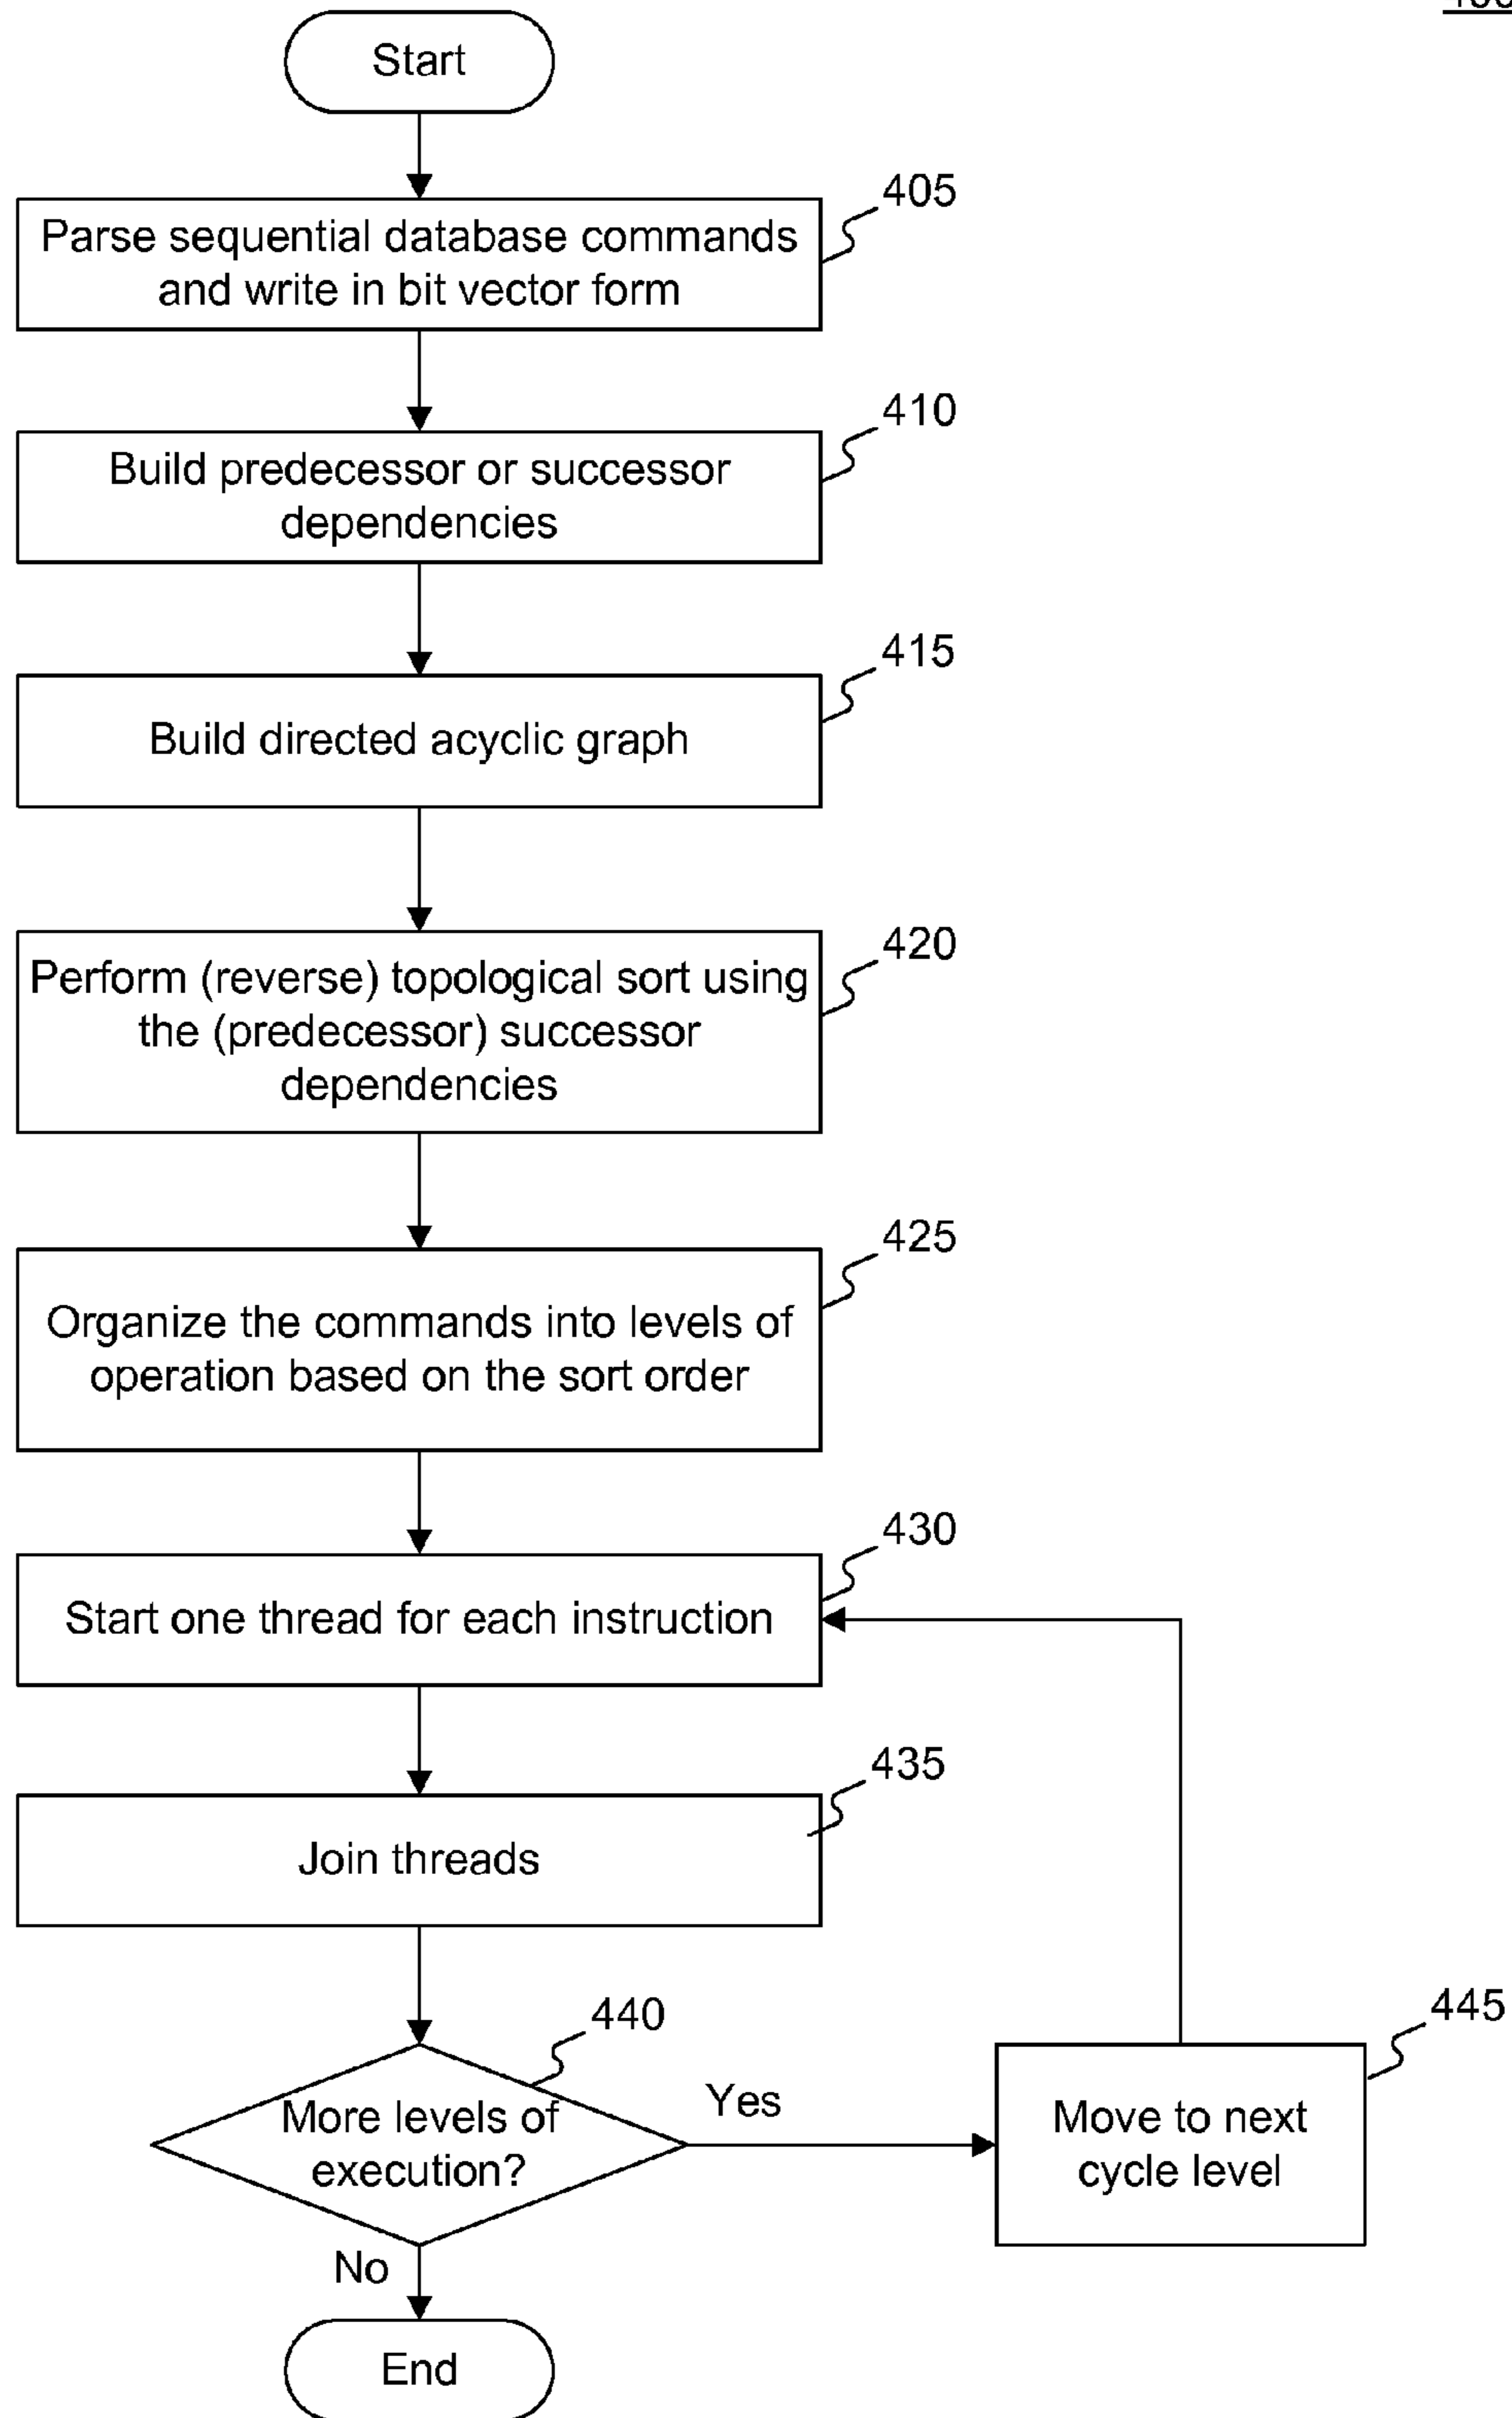 Start
405
Parse sequential database commands
and write in bit vector form
410
Build predecessor or successor
dependencies
415
Build directed acyclic graph
420
Perform (reverse) topological sort using
the (predecessor) successor
dependencies
425
Organize the commands into levels of
operation based on the sort order
430
Start one thread for each instruction
435
Join threads
440
More levels of
execution?
Yes
445
Move to next
cycle level
No
End